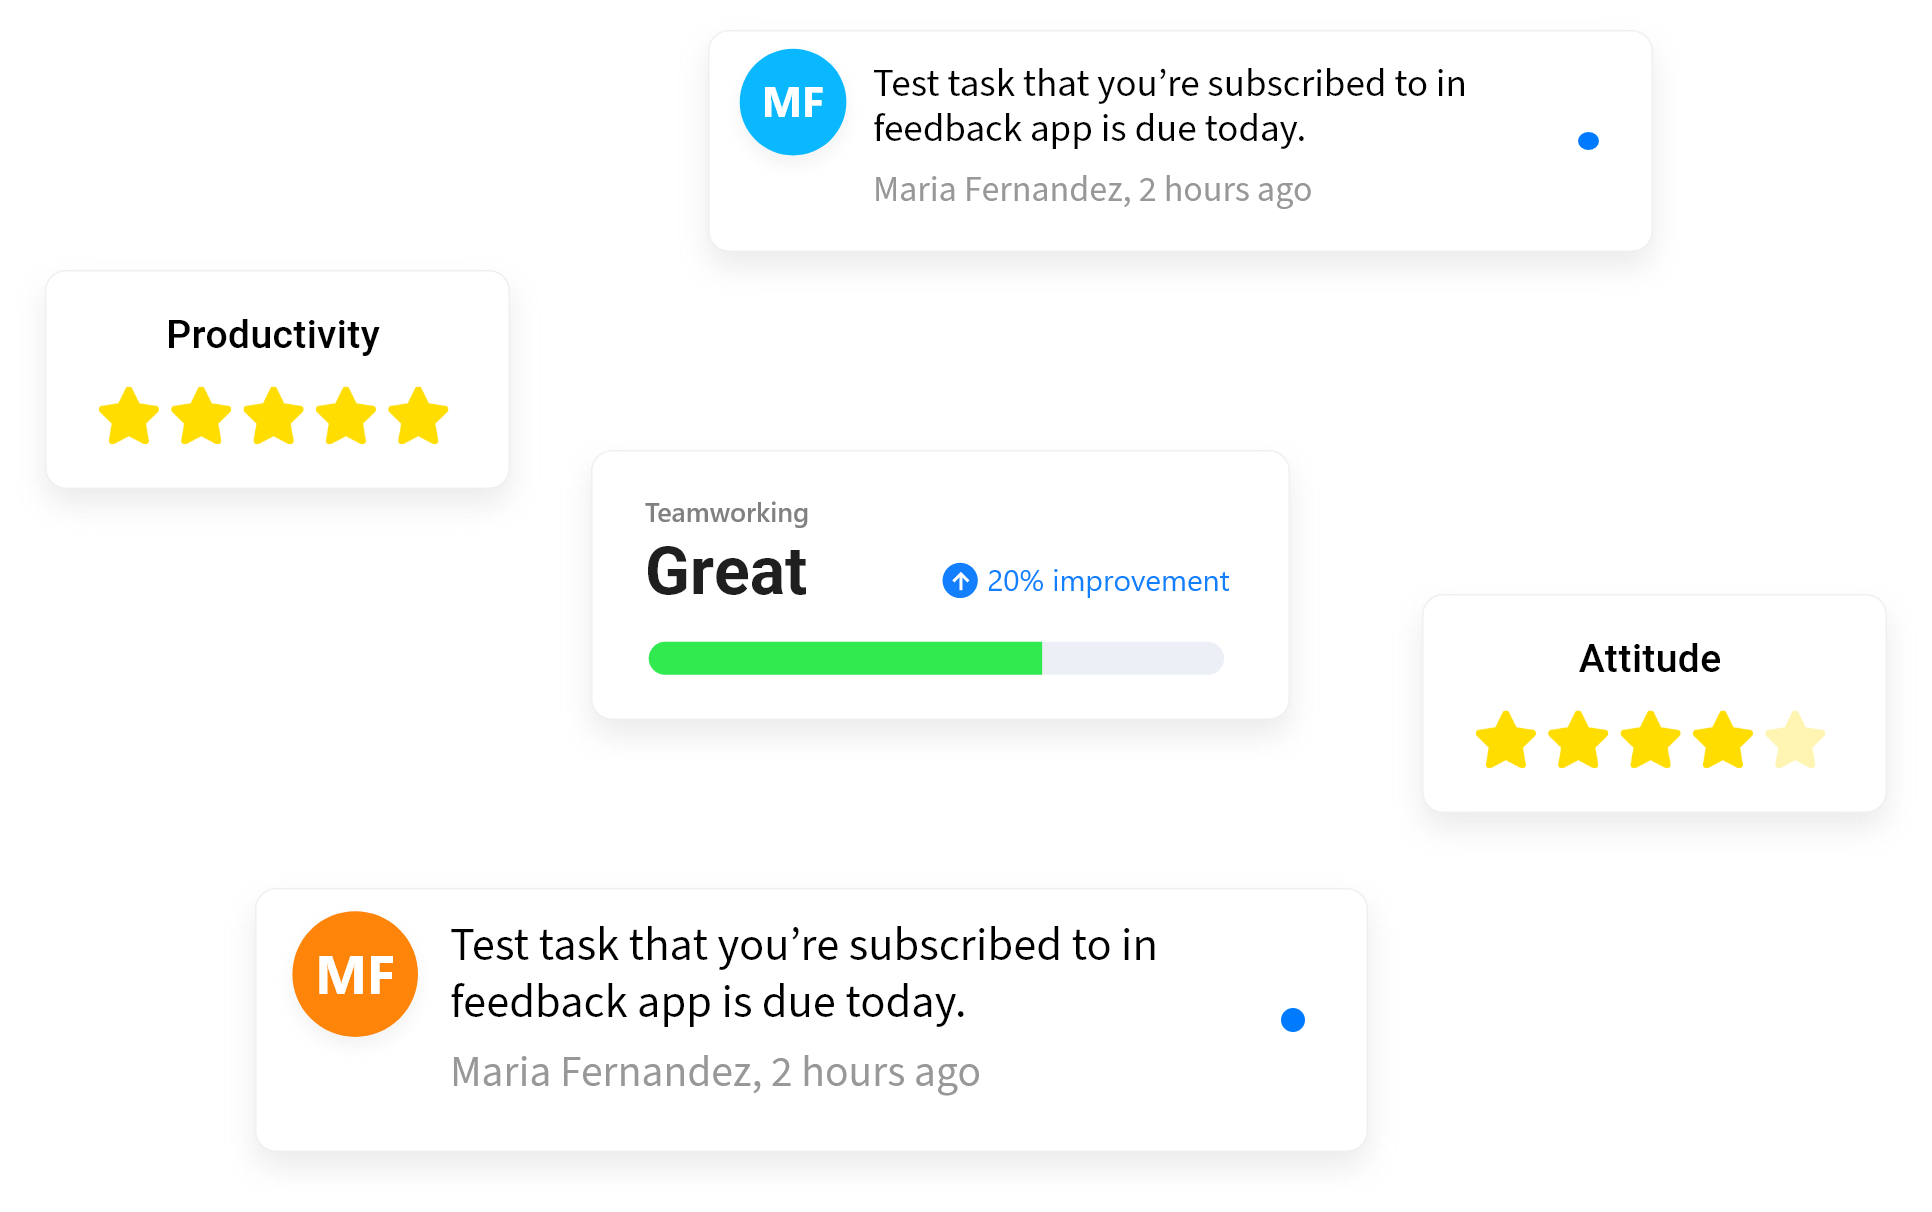 MF
Test task that you’re subscribed to in
feedback app is due today.
Maria Fernandez, 2 hours ago
Productivity
Teamworking
Great
20% improvement
Attitude
MF
Test task that you’re subscribed to in
feedback app is due today.
Maria Fernandez, 2 hours ago